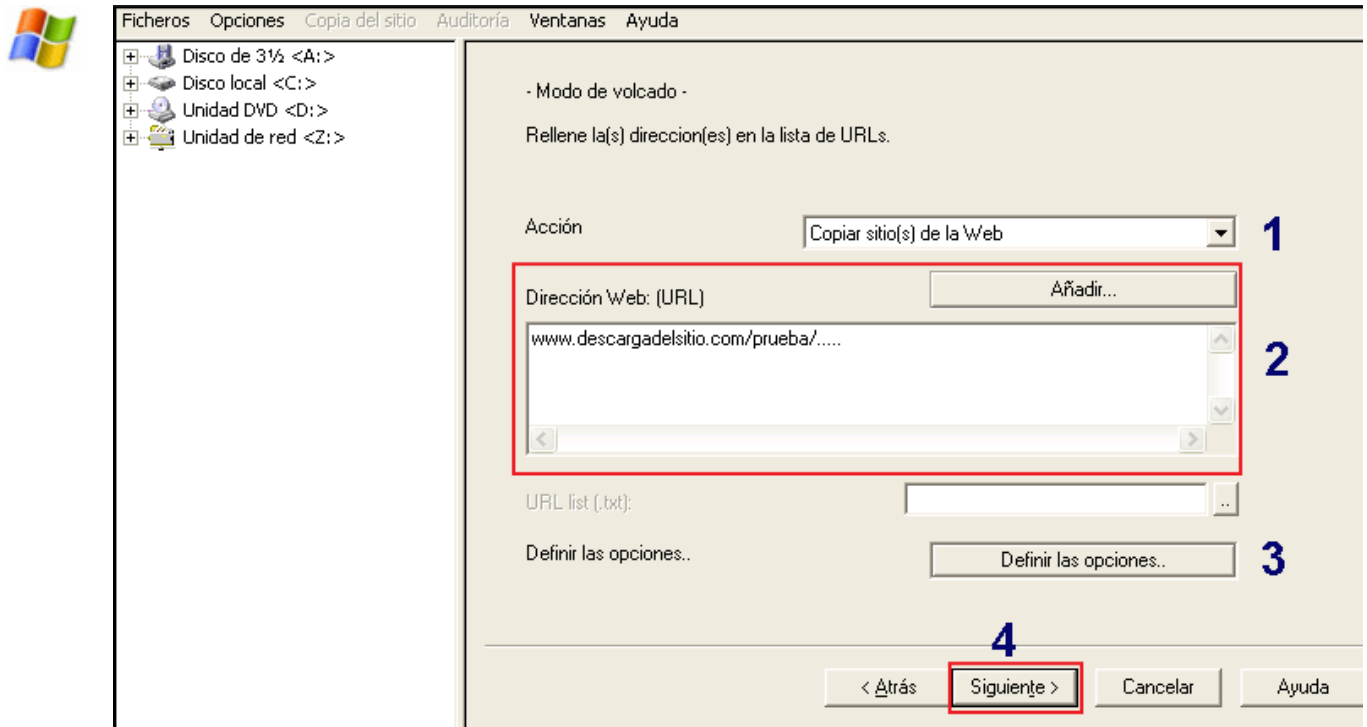 Ficheros Opciones Copia del sitio Auditoría Ventanas Ayuda
Disco de 3½ <A:>
Disco local <C:>
Unidad DVD <D:>
Unidad de red <Z:>
- Modo de volcado -
Rellene la(s) direccion(es) en la lista de URLs.
Acción
Copiar sitio(s) de la Web
1
Dirección Web: (URL)
Añadir...
www.descargadelsitio.com/prueba/.....
2
URL list (.txt):
..
Definir las opciones..
Definir las opciones..
3
4
< Atrás
Siguiente >
Cancelar
Ayuda